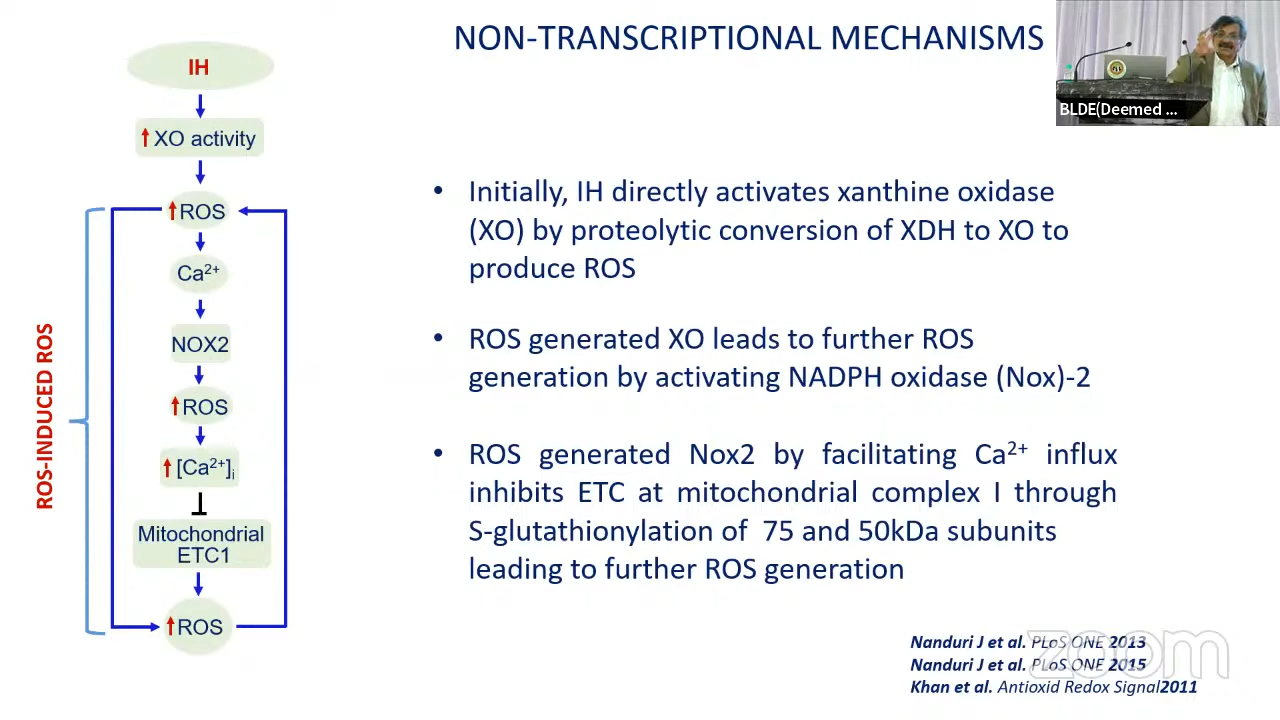 NON-TRANSCRIPTIONAL MECHANISMS
BLDE(Deemed ...
IH
↑ XO activity
↑ROS
Ca²⁺
NOX2
↑ROS
↑ [Ca²⁺]ᵢ
Mitochondrial
ETC1
↑ROS
ROS-INDUCED ROS
• Initially, IH directly activates xanthine oxidase
(XO) by proteolytic conversion of XDH to XO to
produce ROS
• ROS generated XO leads to further ROS
generation by activating NADPH oxidase (Nox)-2
• ROS generated Nox2 by facilitating Ca²⁺ influx
inhibits ETC at mitochondrial complex I through
S-glutathionylation of 75 and 50kDa subunits
leading to further ROS generation
Nanduri J et al. PLoS ONE 2013
Nanduri J et al. PLoS ONE 2015
Khan et al. Antioxid Redox Signal2011
zoom